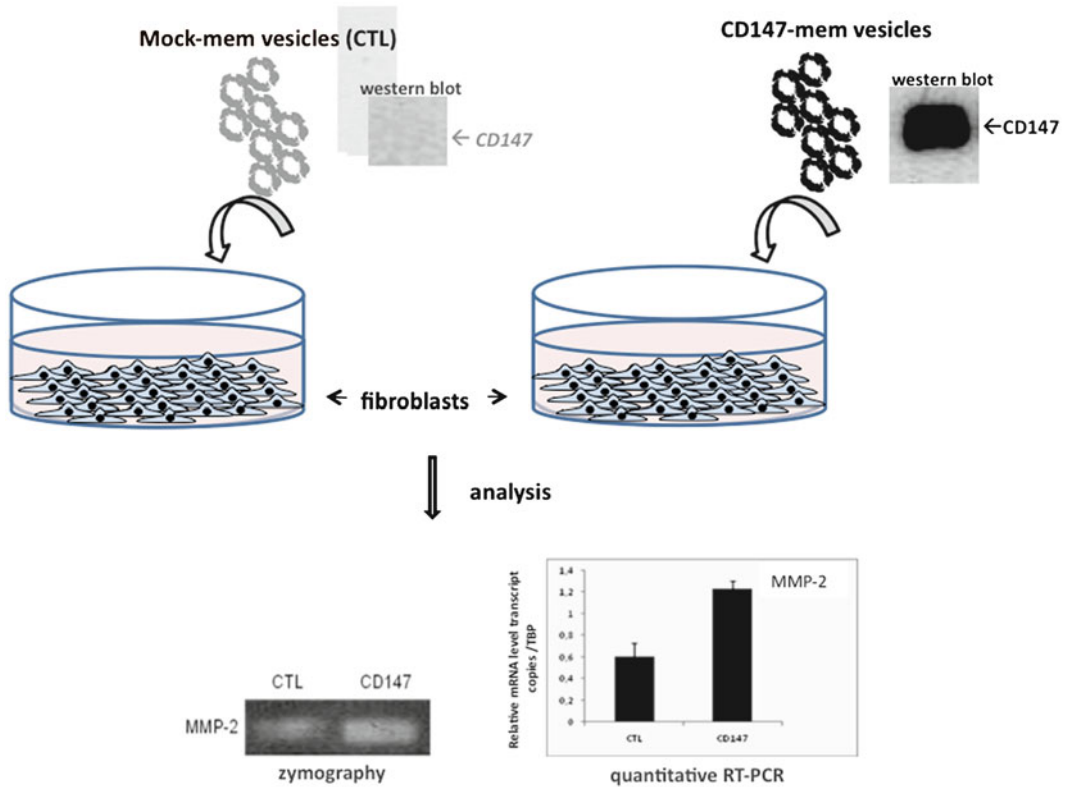 Mock-mem vesicles (CTL)
western blot
← CD147
CD147-mem vesicles
western blot
←CD147
← fibroblasts →
analysis
CTL CD147
MMP-2
zymography
Relative mRNA level transcript
copies /TBP
1,4
1,2
1
0,8
0,6
0,4
0,2
0
MMP-2
CTL CD147
quantitative RT-PCR